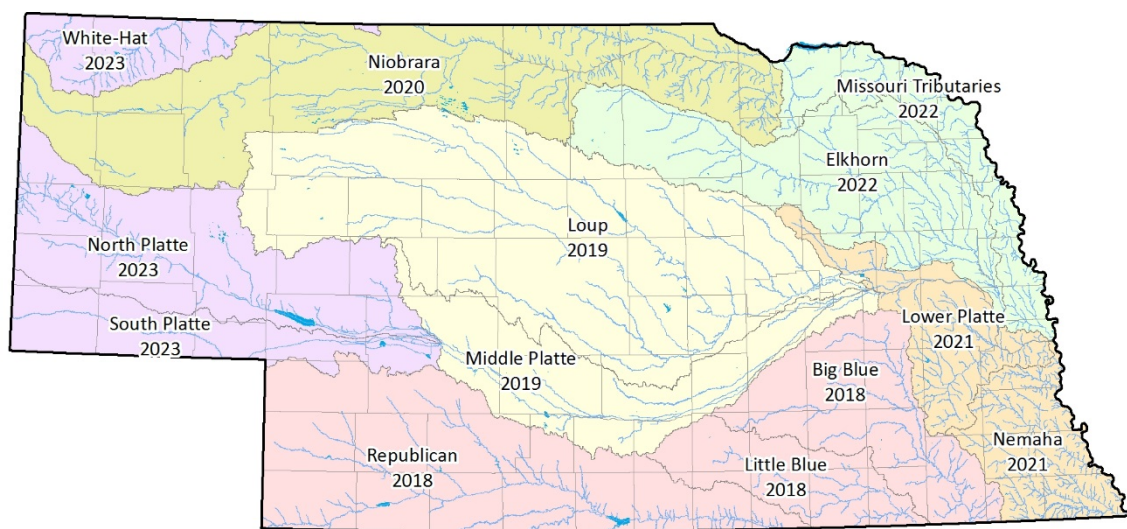 White-Hat
2023
Niobrara
2020
Missouri Tributaries
2022
Elkhorn
2022
Loup
2019
North Platte
2023
South Platte
2023
Middle Platte
2019
Lower Platte
2021
Big Blue
2018
Republican
2018
Little Blue
2018
Nemaha
2021